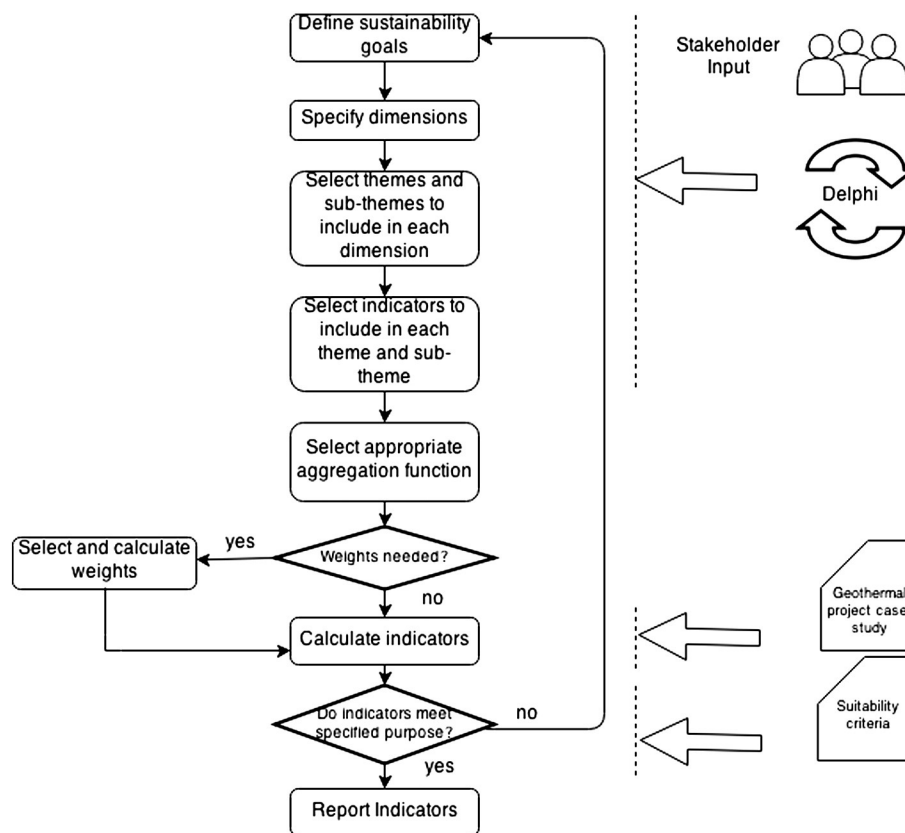 Define sustainability
goals
Specify dimensions
Select themes and
sub-themes to
include in each
dimension
Select indicators to
include in each
theme and sub-
theme
Select appropriate
aggregation function
Weights needed?
yes
Select and calculate
weights
no
Calculate indicators
Do indicators meet
specified purpose?
no
yes
Report Indicators
Stakeholder
Input
Delphi
Geothermal
project case
study
Suitability
criteria